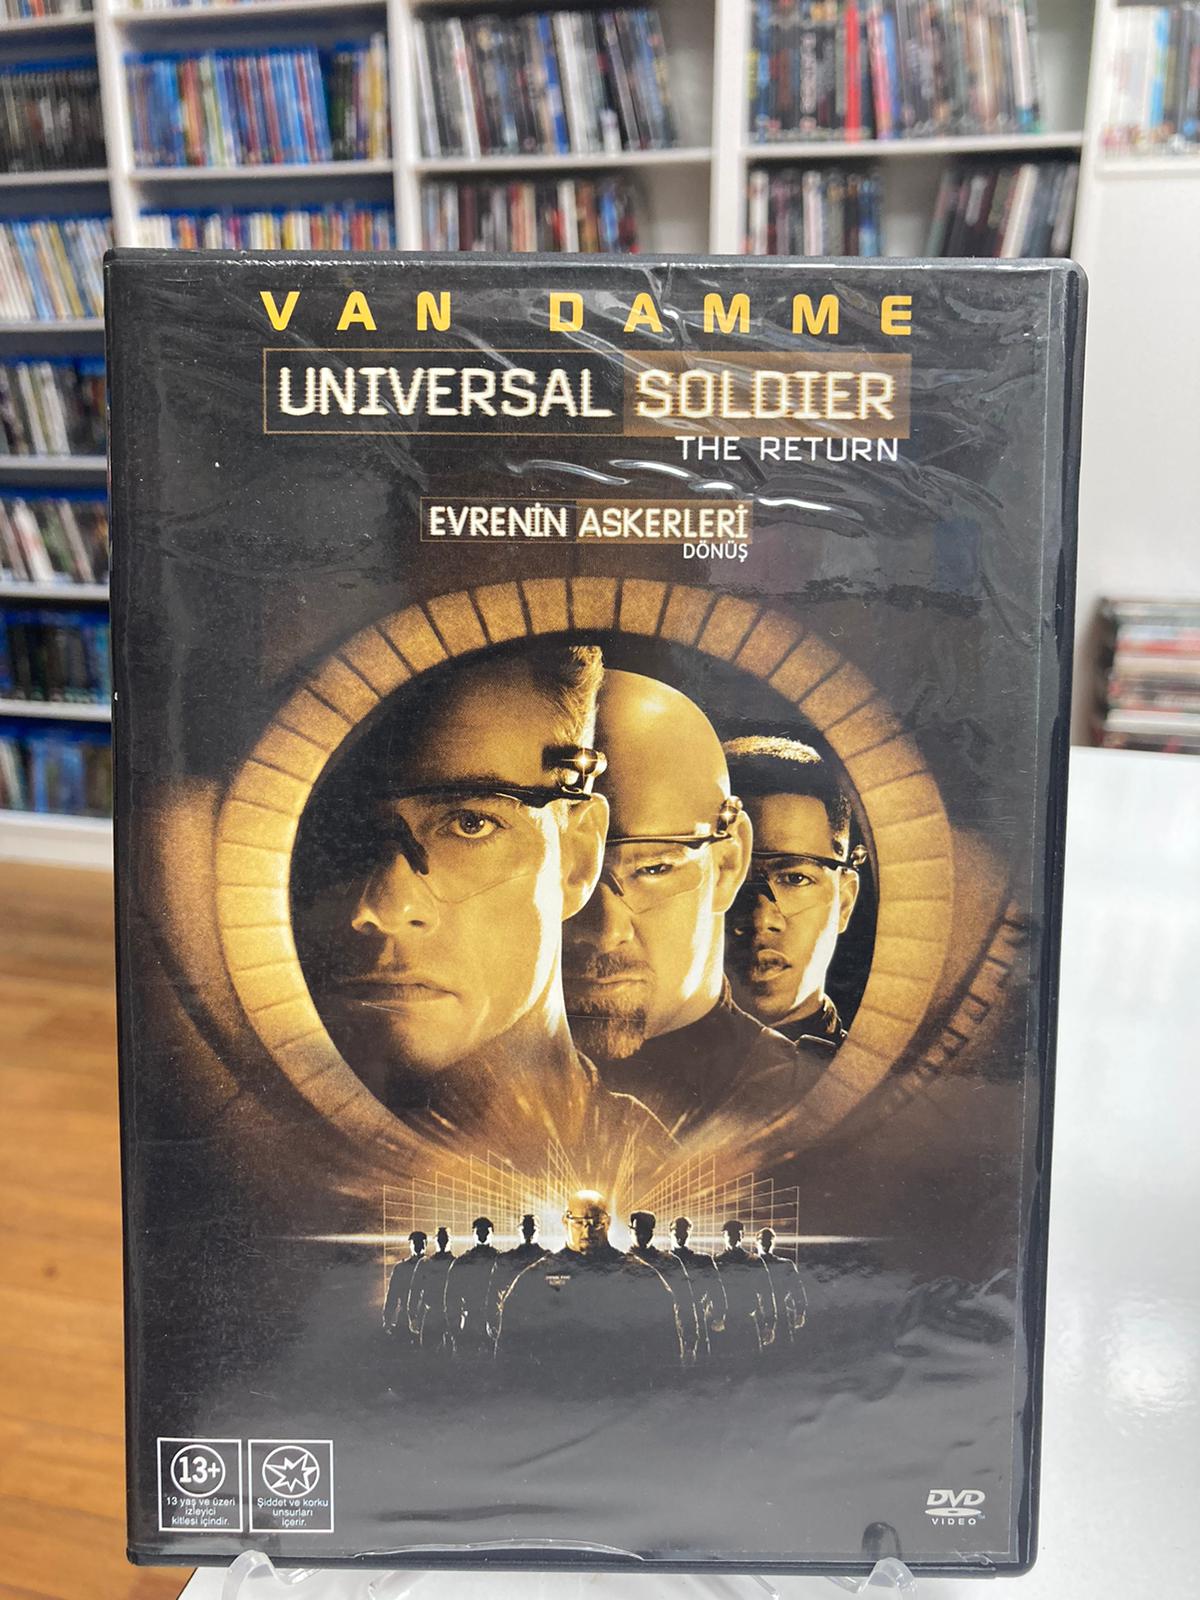 VAN DAMME
UNIVERSAL SOLDIER
THE RETURN
EVRENİN ASKERLERİ
DÖNÜŞ
13+
13 yaş ve üzeri
izleyici
kitlesi içindir.
Şiddet ve korku
unsurları
içerir.
DVD
VIDEO